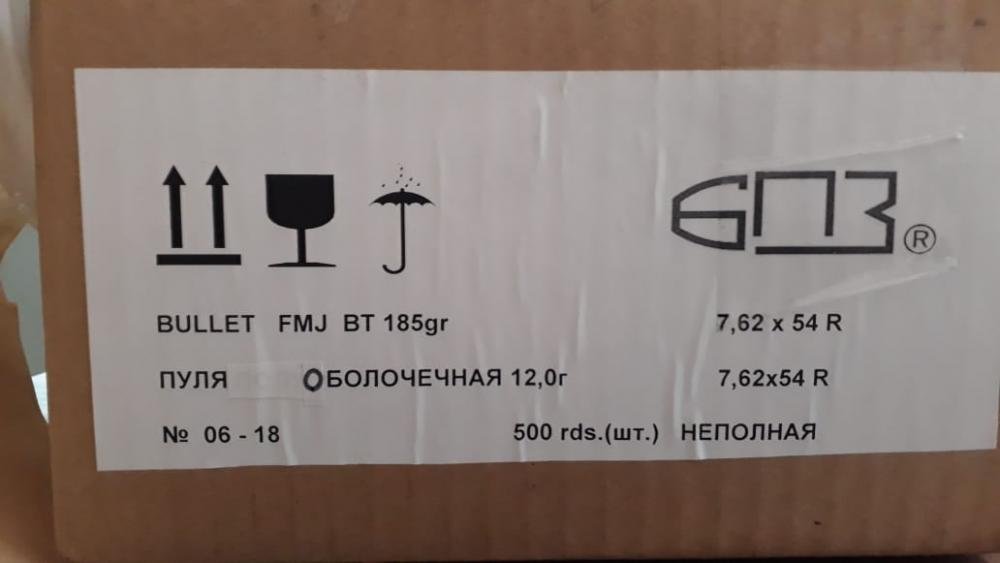 БПЗ ®
BULLET FMJ BT 185gr 7,62 x 54 R
ПУЛЯ ОБОЛОЧЕЧНАЯ 12,0г 7,62x54 R
№ 06 - 18 500 rds.(шт.) НЕПОЛНАЯ